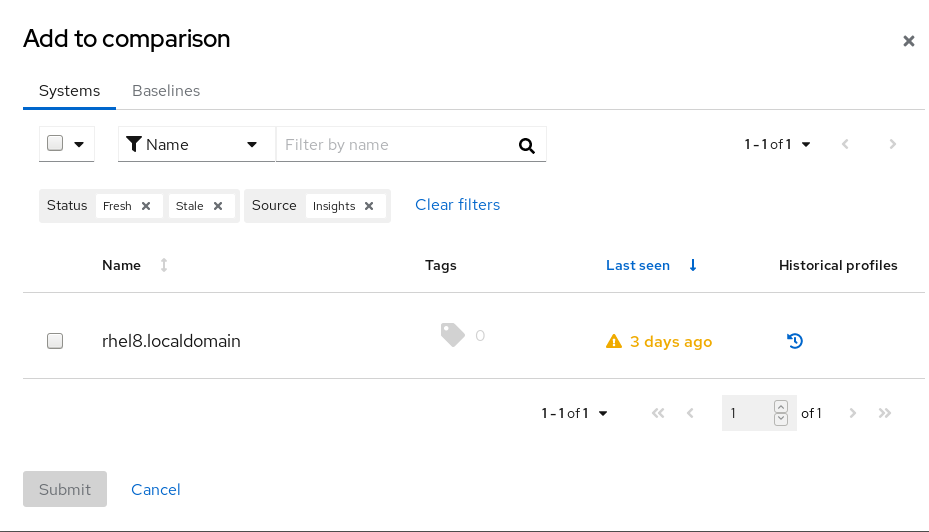 Add to comparison
Systems Baselines
Name Filter by name 1 - 1 of 1
Status Fresh Stale Source Insights Clear filters
Name Tags Last seen Historical profiles
rhel8.localdomain 0 3 days ago
1 - 1 of 1 1 of 1
Submit Cancel